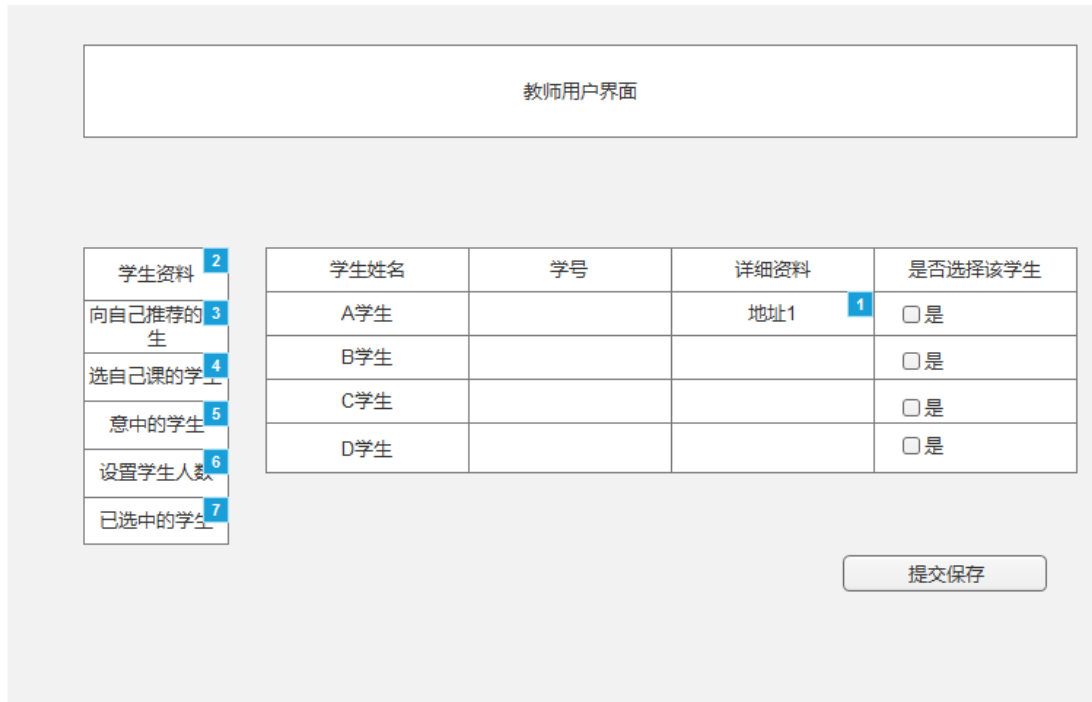 教师用户界面
学生资料
2
向自己推荐的
3
生
选自己课的学生
4
意中的学生
5
设置学生人数
6
已选中的学生
7
学生姓名 学号 详细资料 是否选择该学生
A学生 地址1 1 是
B学生 是
C学生 是
D学生 是
提交保存